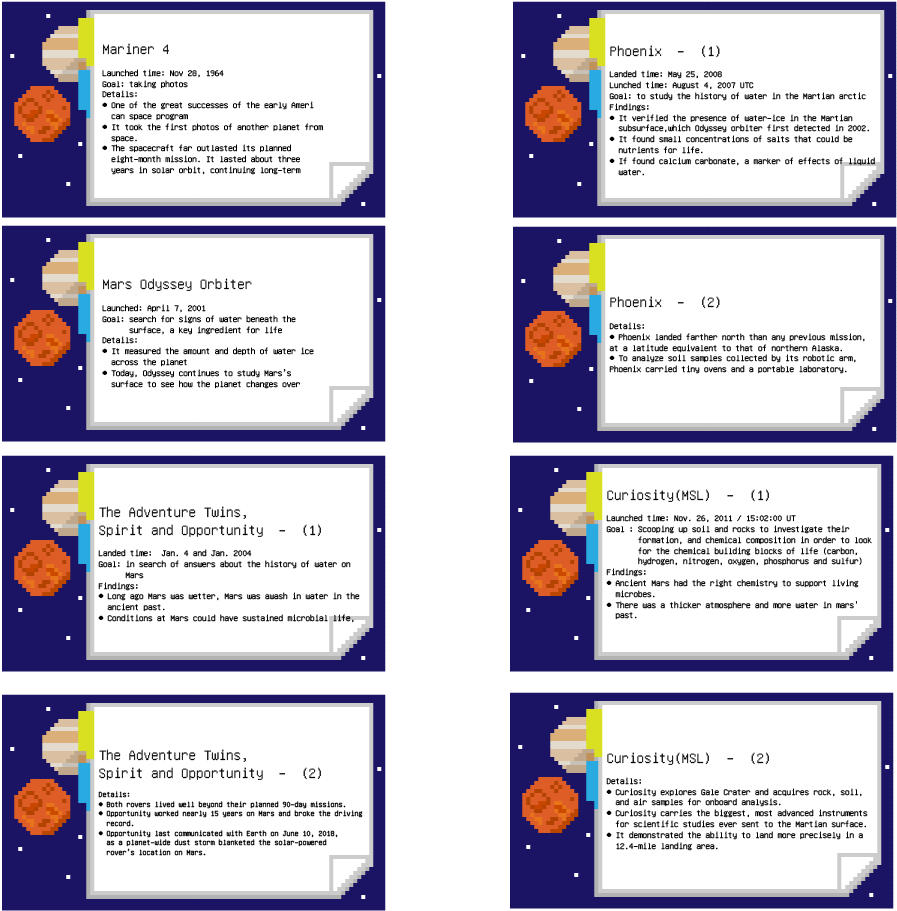 Mariner 4
Launched time: Nov 28, 1964
Goal: taking photos
Details:
● One of the great successes of the early Ameri
can space program
● It took the first photos of another planet from
space.
● The spacecraft far outlasted its planned
eight-month mission. It lasted about three
years in solar orbit, continuing long-term
Phoenix - (1)
Landed time: May 25, 2008
Lunched time: August 4, 2007 UTC
Goal: to study the history of water in the Martian arctic
Findings:
● It verified the presence of water-ice in the Martian
subsurface,which Odyssey orbiter first detected in 2002.
● It found small concentrations of salts that could be
nutrients for life.
● If found calcium carbonate, a marker of effects of liquid
water.
Mars Odyssey Orbiter
Launched: April 7, 2001
Goal: search for signs of water beneath the
surface, a key ingredient for life
Details:
● It measured the amount and depth of water ice
across the planet
● Today, Odyssey continues to study Mars's
surface to see how the planet changes over
Phoenix - (2)
Details:
● Phoenix landed farther north than any previous mission,
at a latitude equivalent to that of northern Alaska.
● To analyze soil samples collected by its robotic arm,
Phoenix carried tiny ovens and a portable laboratory.
The Adventure Twins,
Spirit and Opportunity - (1)
Landed time: Jan. 4 and Jan. 2004
Goal: in search of answers about the history of water on
Mars
Findings:
● Long ago Mars was wetter, Mars was awash in water in the
ancient past.
● Conditions at Mars could have sustained microbial life,
Curiosity(MSL) - (1)
Launched time: Nov. 26, 2011 / 15:02:00 UT
Goal : Scooping up soil and rocks to investigate their
formation, and chemical composition in order to look
for the chemical building blocks of life (carbon,
hydrogen, nitrogen, oxygen, phosphorus and sulfur)
Findings:
● Ancient Mars had the right chemistry to support living
microbes.
● There was a thicker atmosphere and more water in mars'
past.
The Adventure Twins,
Spirit and Opportunity - (2)
Details:
● Both rovers lived well beyond their planned 90-day missions.
● Opportunity worked nearly 15 years on Mars and broke the driving
record.
● Opportunity last communicated with Earth on June 10, 2018,
as a planet-wide dust storm blanketed the solar-powered
rover's location on Mars.
Curiosity(MSL) - (2)
Details:
● Curiosity explores Gale Crater and acquires rock, soil,
and air samples for onboard analysis.
● Curiosity carries the biggest, most advanced instruments
for scientific studies ever sent to the Martian surface.
● It demonstrated the ability to land more precisely in a
12.4-mile landing area.